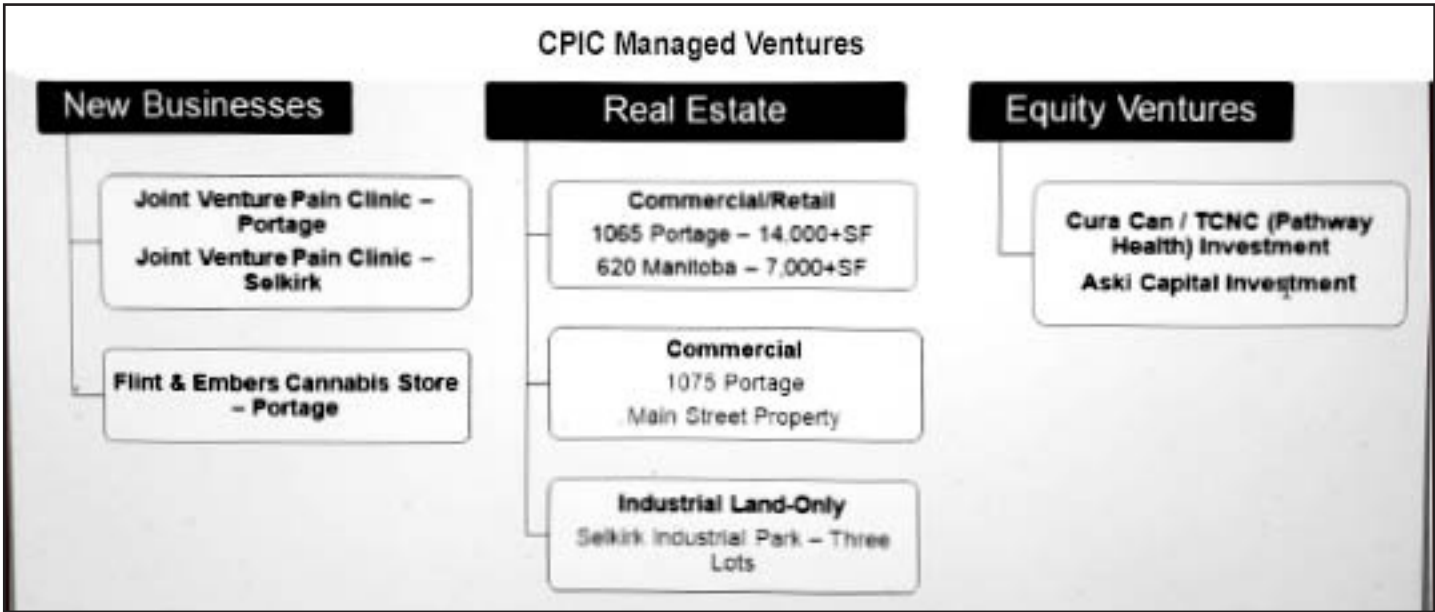 CPIC Managed Ventures
New Businesses
Joint Venture Pain Clinic –
Portage
Joint Venture Pain Clinic –
Selkirk
Flint & Embers Cannabis Store
– Portage
Real Estate
Commercial/Retail
1065 Portage – 14,000+SF
620 Manitoba – 7,000+SF
Commercial
1075 Portage
Main Street Property
Industrial Land-Only
Selkirk Industrial Park – Three
Lots
Equity Ventures
Cura Can / TCNC (Pathway
Health) Investment
Aski Capital Investment